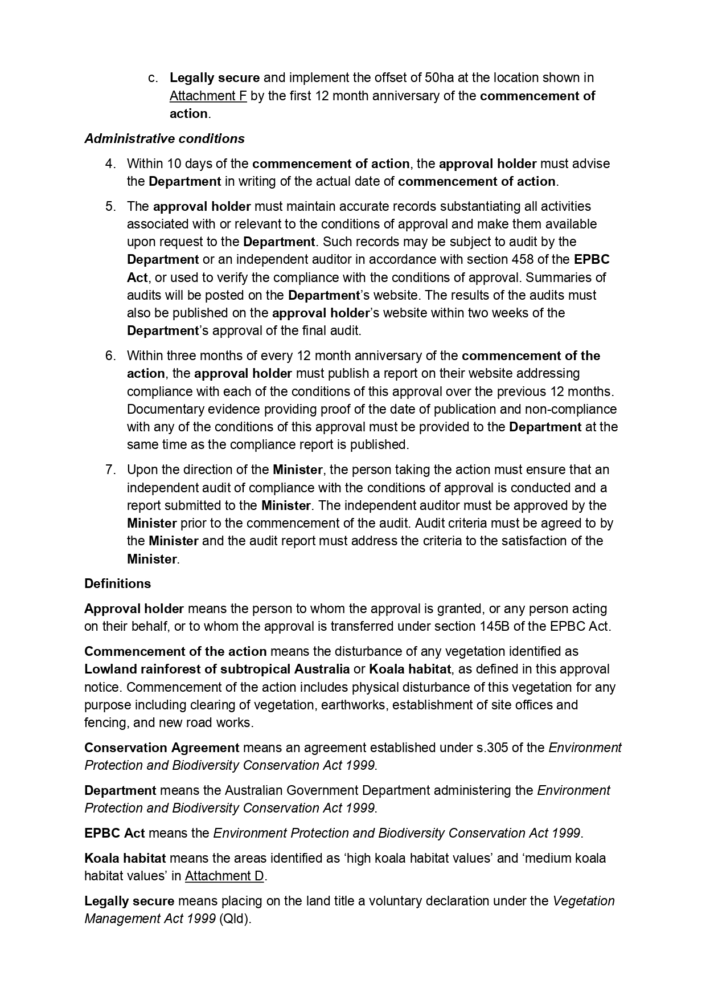 c. Legally secure and implement the offset of 50ha at the location shown in
Attachment F by the first 12 month anniversary of the commencement of
action.
Administrative conditions
4. Within 10 days of the commencement of action, the approval holder must advise
the Department in writing of the actual date of commencement of action.
5. The approval holder must maintain accurate records substantiating all activities
associated with or relevant to the conditions of approval and make them available
upon request to the Department. Such records may be subject to audit by the
Department or an independent auditor in accordance with section 458 of the EPBC
Act, or used to verify the compliance with the conditions of approval. Summaries of
audits will be posted on the Department’s website. The results of the audits must
also be published on the approval holder’s website within two weeks of the
Department’s approval of the final audit.
6. Within three months of every 12 month anniversary of the commencement of the
action, the approval holder must publish a report on their website addressing
compliance with each of the conditions of this approval over the previous 12 months.
Documentary evidence providing proof of the date of publication and non-compliance
with any of the conditions of this approval must be provided to the Department at the
same time as the compliance report is published.
7. Upon the direction of the Minister, the person taking the action must ensure that an
independent audit of compliance with the conditions of approval is conducted and a
report submitted to the Minister. The independent auditor must be approved by the
Minister prior to the commencement of the audit. Audit criteria must be agreed to by
the Minister and the audit report must address the criteria to the satisfaction of the
Minister.
Definitions
Approval holder means the person to whom the approval is granted, or any person acting
on their behalf, or to whom the approval is transferred under section 145B of the EPBC Act.
Commencement of the action means the disturbance of any vegetation identified as
Lowland rainforest of subtropical Australia or Koala habitat, as defined in this approval
notice. Commencement of the action includes physical disturbance of this vegetation for any
purpose including clearing of vegetation, earthworks, establishment of site offices and
fencing, and new road works.
Conservation Agreement means an agreement established under s.305 of the Environment
Protection and Biodiversity Conservation Act 1999.
Department means the Australian Government Department administering the Environment
Protection and Biodiversity Conservation Act 1999.
EPBC Act means the Environment Protection and Biodiversity Conservation Act 1999.
Koala habitat means the areas identified as ‘high koala habitat values’ and ‘medium koala
habitat values’ in Attachment D.
Legally secure means placing on the land title a voluntary declaration under the Vegetation
Management Act 1999 (Qld).